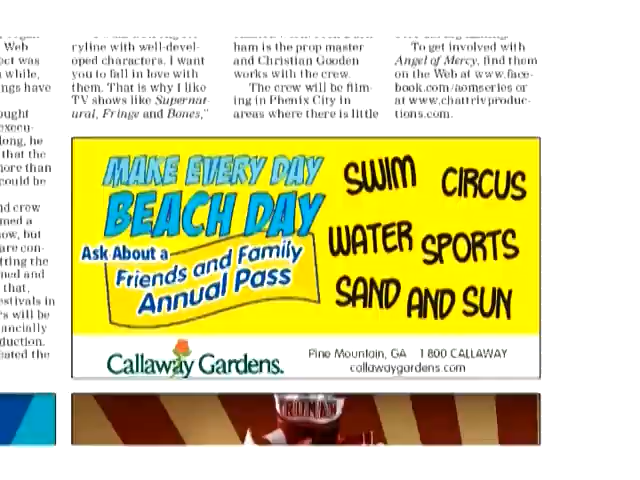 Web
ect was
while,
ngs have
ought
execu-
long, he
that the
more than
could be
nd crew
med a
ow, but
are con-
tting the
ned and
that,
estivals in
rs will be
ancially
duction.
eated the
ryline with well-devel-
oped characters. I want
you to fall in love with
them. That is why I like
TV shows like Supernat-
ural, Fringe and Bones,"
ham is the prop master
and Christian Gooden
works with the crew.
The crew will be film-
ing in Phenix City in
areas where there is little
To get involved with
Angel of Mercy, find them
on the Web at www.face-
book.com/aomseries or
at www.chattrivproduc-
tions.com.
MAKE EVERY DAY
BEACH DAY
Ask About a
Friends and Family
Annual Pass
SWIM CIRCUS
WATER SPORTS
SAND AND SUN
Callaway Gardens.
Pine Mountain, GA 1 800 CALLAWAY
callawaygardens.com
TRUMAN